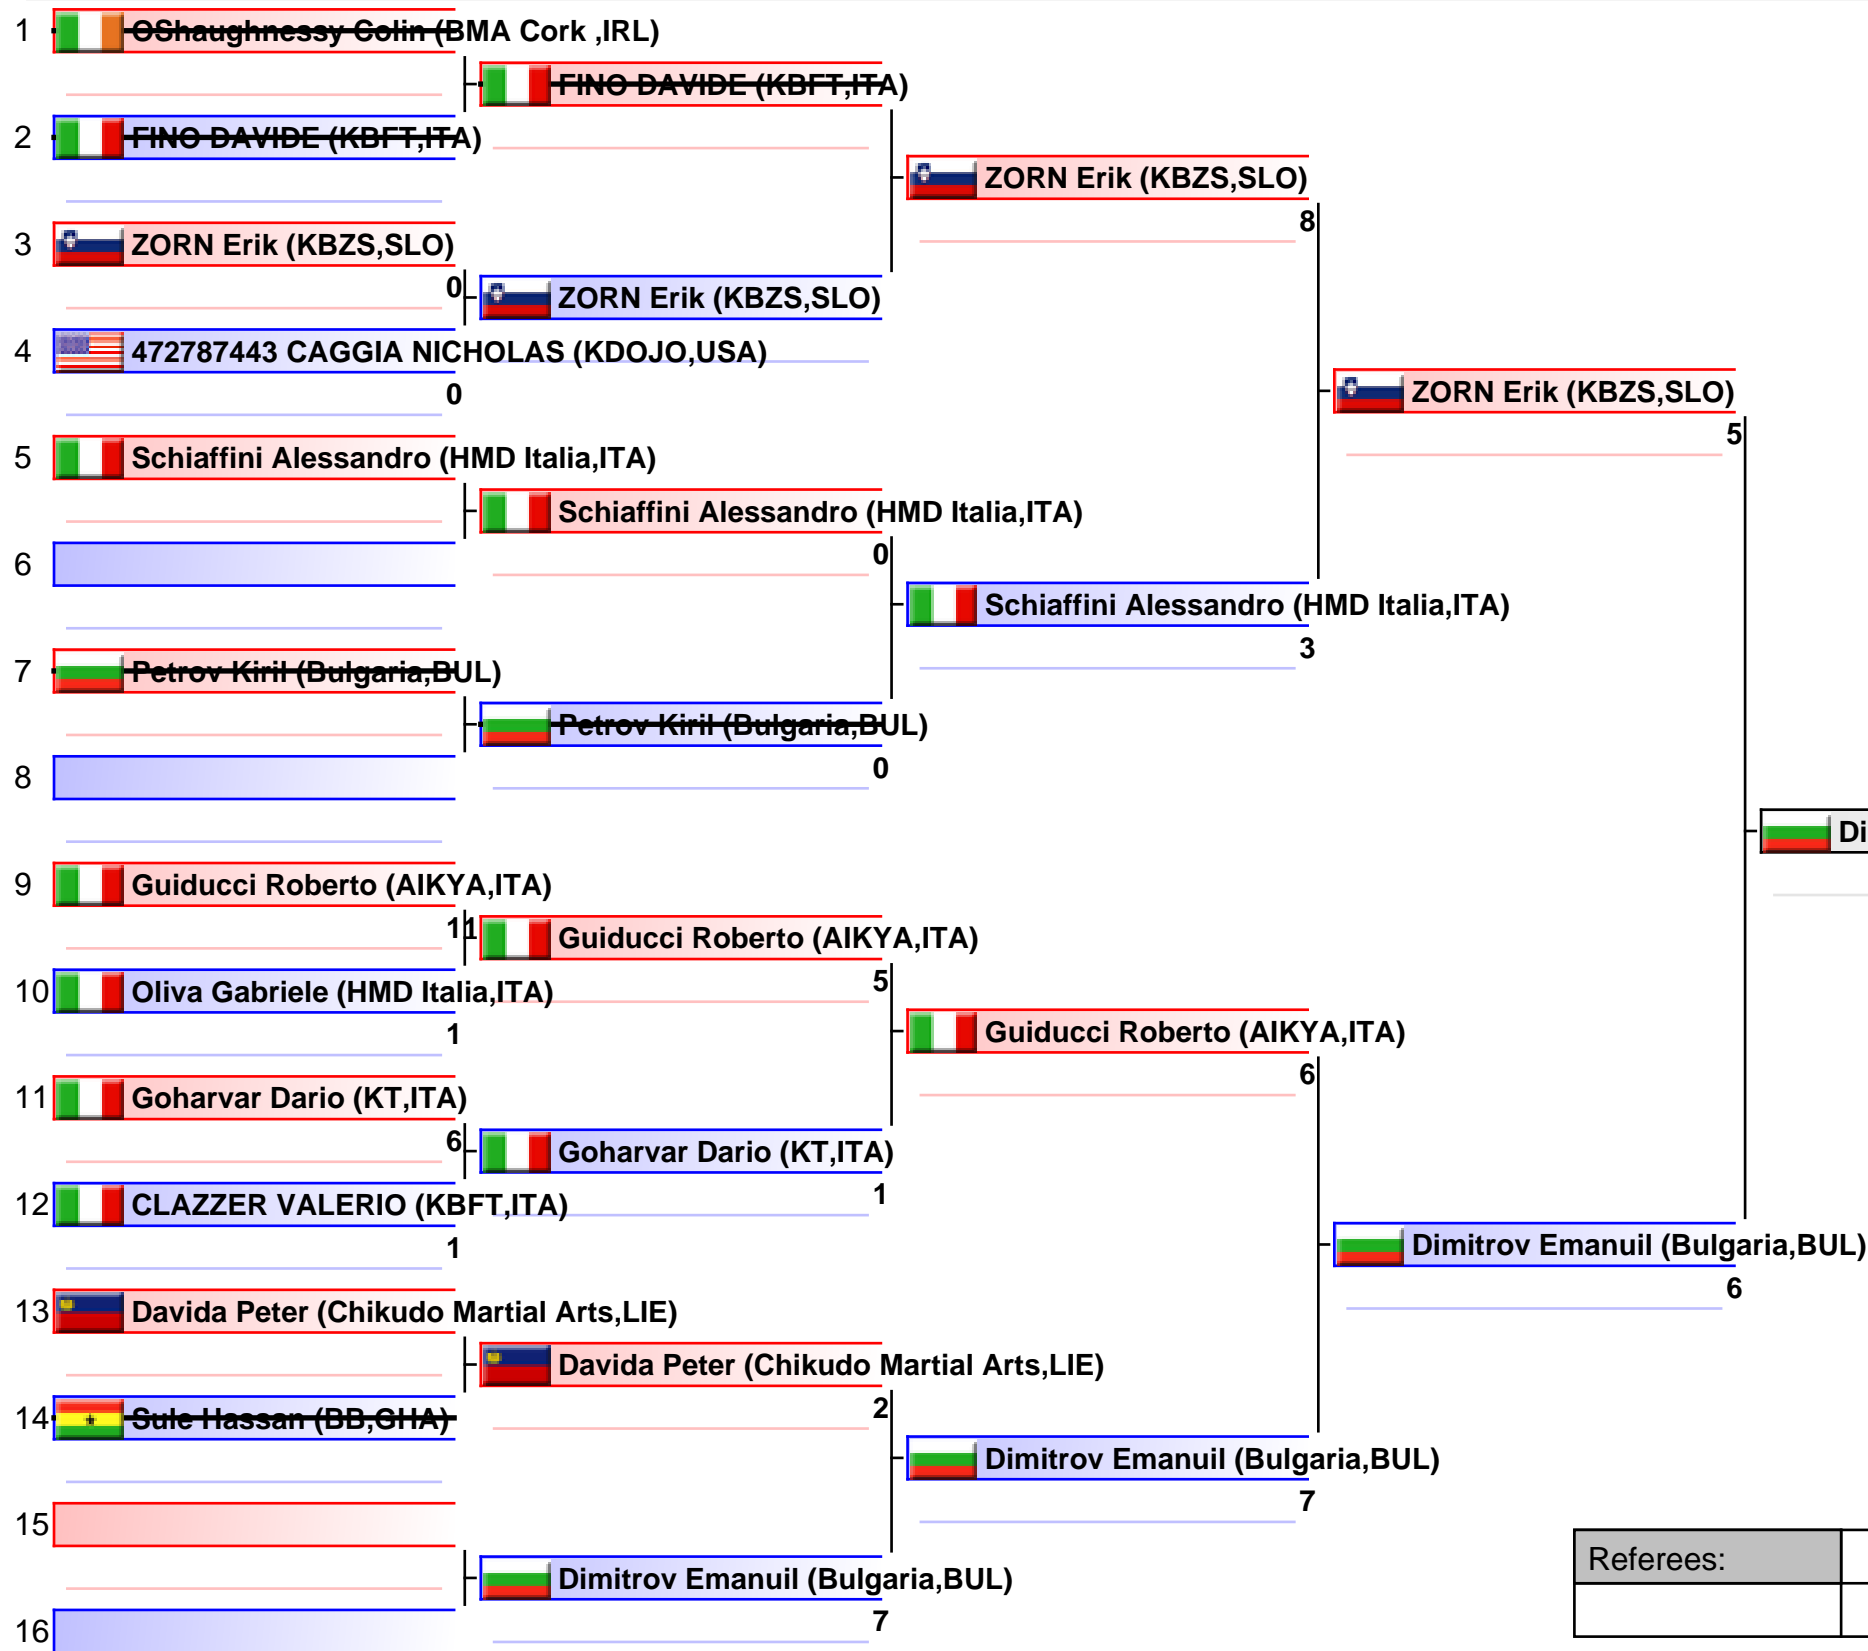 1 OShaughnessy Colin (BMA Cork ,IRL)
FINO DAVIDE (KBFT,ITA)
2 FINO DAVIDE (KBFT,ITA)
ZORN Erik (KBZS,SLO)
8
3 ZORN Erik (KBZS,SLO)
0
ZORN Erik (KBZS,SLO)
4 472787443 CAGGIA NICHOLAS (KDOJO,USA)
0
ZORN Erik (KBZS,SLO)
5
5 Schiaffini Alessandro (HMD Italia,ITA)
Schiaffini Alessandro (HMD Italia,ITA)
0
6
Schiaffini Alessandro (HMD Italia,ITA)
3
7 Petrov Kiril (Bulgaria,BUL)
Petrov Kiril (Bulgaria,BUL)
0
8
Di
9 Guiducci Roberto (AIKYA,ITA)
11
Guiducci Roberto (AIKYA,ITA)
5
10 Oliva Gabriele (HMD Italia,ITA)
1
Guiducci Roberto (AIKYA,ITA)
6
11 Goharvar Dario (KT,ITA)
6
Goharvar Dario (KT,ITA)
1
12 CLAZZER VALERIO (KBFT,ITA)
1
Dimitrov Emanuil (Bulgaria,BUL)
6
13 Davida Peter (Chikudo Martial Arts,LIE)
Davida Peter (Chikudo Martial Arts,LIE)
2
14 Sule Hassan (BB,GHA)
Dimitrov Emanuil (Bulgaria,BUL)
7
15
Referees:
Dimitrov Emanuil (Bulgaria,BUL)
7
16